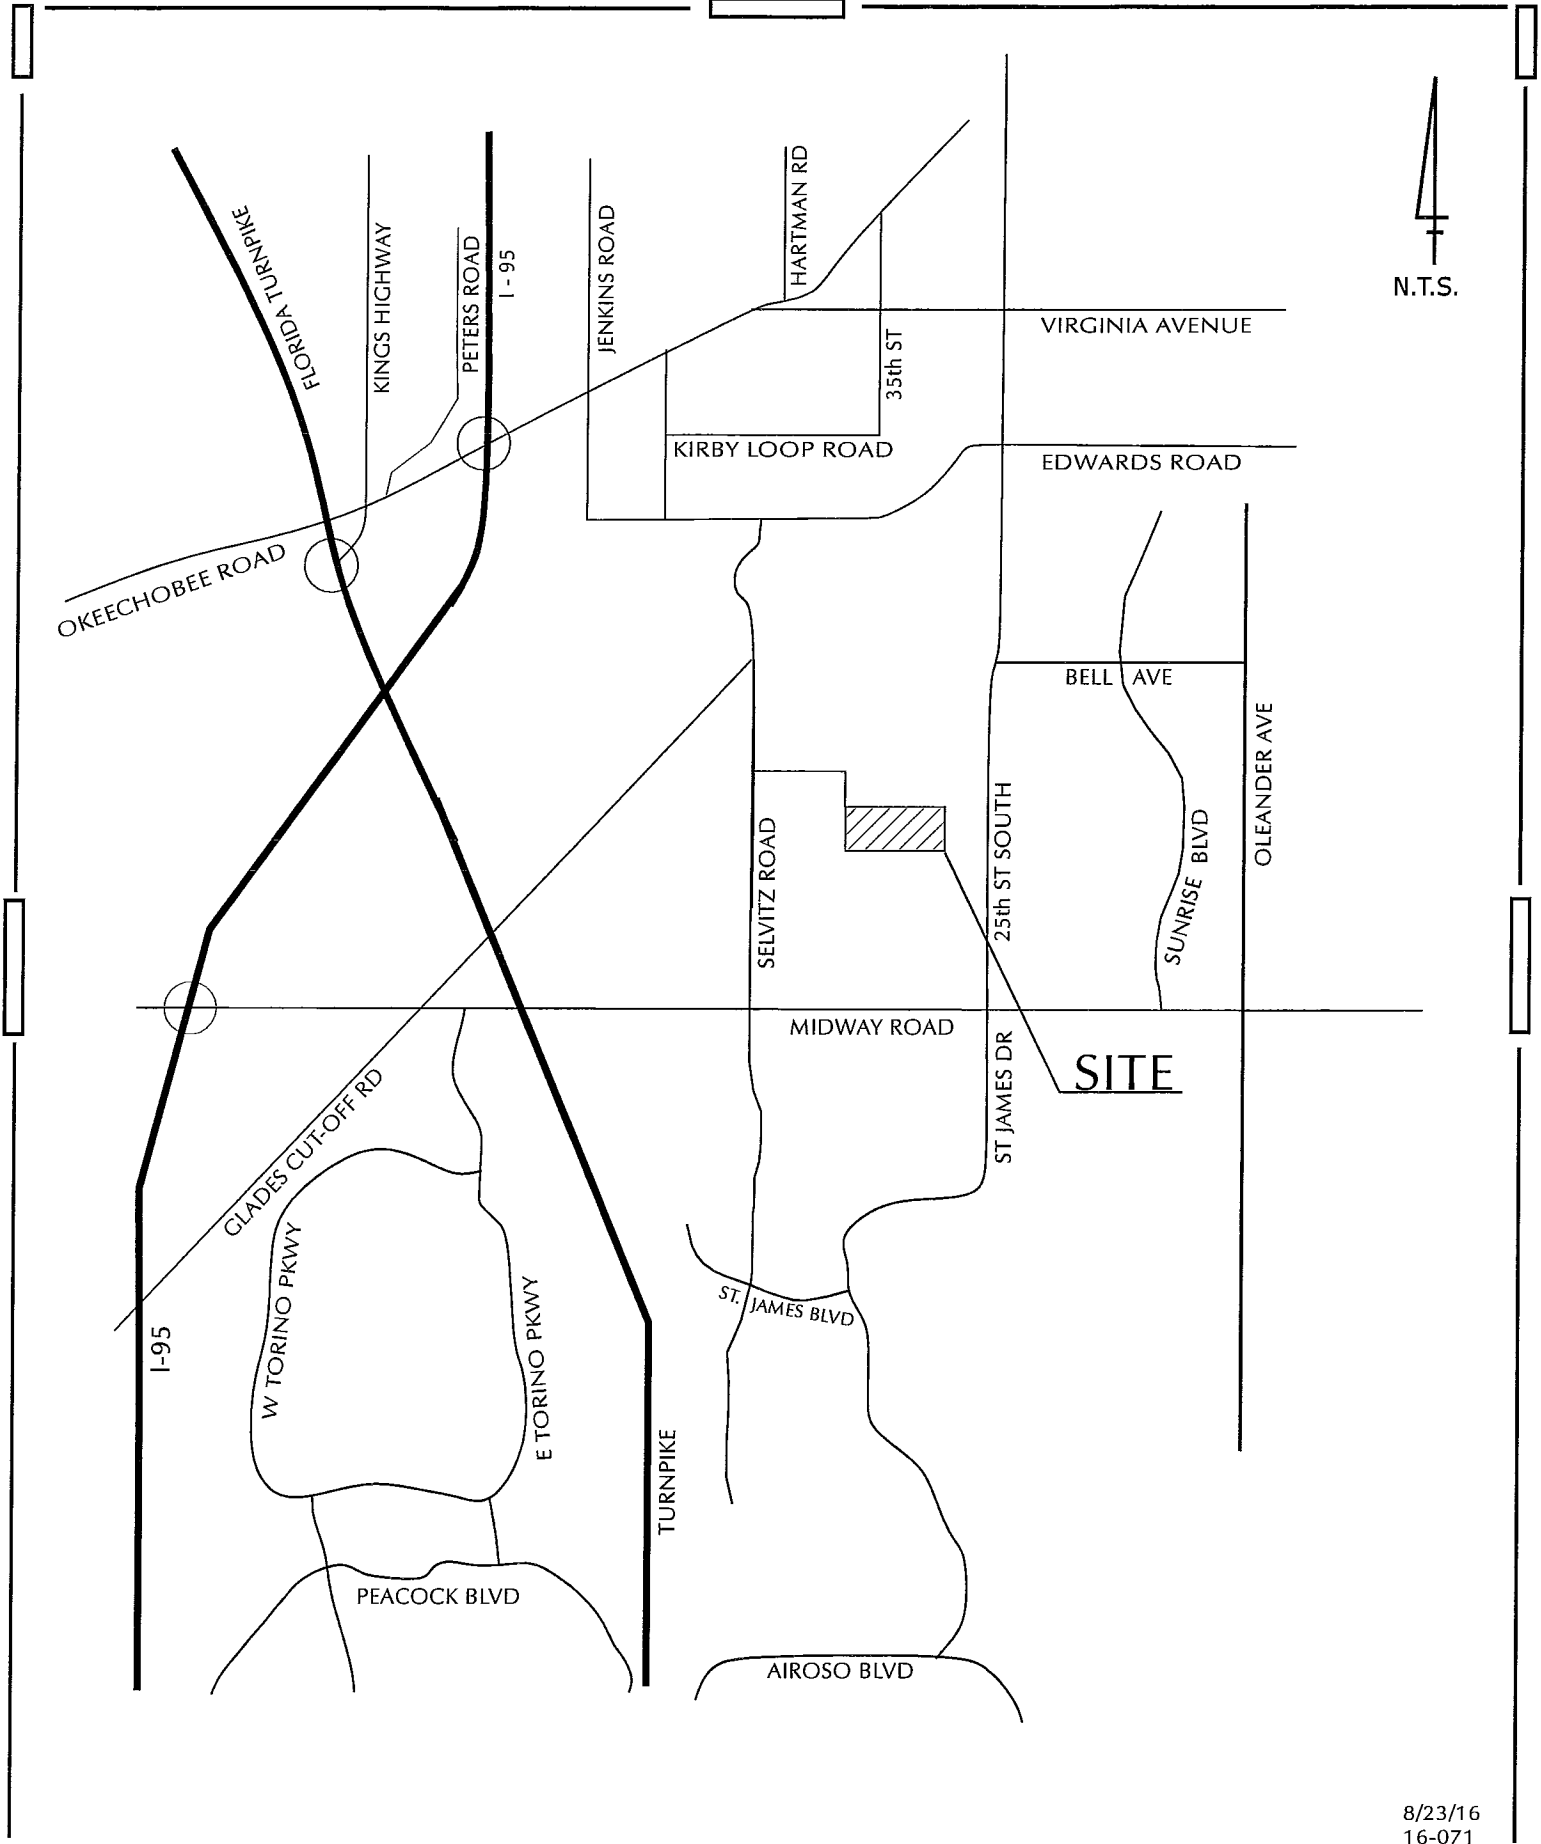 FLORIDA TURNPIKE
KINGS HIGHWAY
PETERS ROAD
I - 95
JENKINS ROAD
HARTMAN RD
N.T.S.
VIRGINIA AVENUE
35th ST
KIRBY LOOP ROAD
EDWARDS ROAD
OKEECHOBEE ROAD
BELL AVE
OLEANDER AVE
SELVITZ ROAD
25th ST SOUTH
SUNRISE BLVD
MIDWAY ROAD
SITE
ST JAMES DR
GLADES CUT-OFF RD
W TORINO PKWY
E TORINO PKWY
ST. JAMES BLVD
I-95
TURNPIKE
PEACOCK BLVD
AIROSO BLVD
8/23/16
16-071